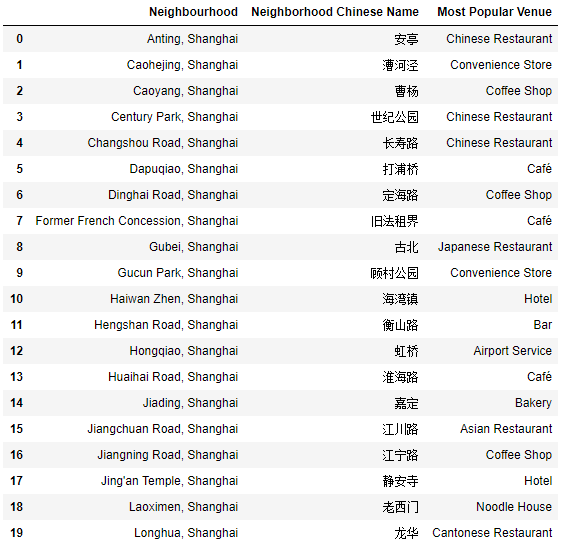 Neighbourhood Neighborhood Chinese Name Most Popular Venue
0 Anting, Shanghai 安亭 Chinese Restaurant
1 Caohejing, Shanghai 漕河泾 Convenience Store
2 Caoyang, Shanghai 曹杨 Coffee Shop
3 Century Park, Shanghai 世纪公园 Chinese Restaurant
4 Changshou Road, Shanghai 长寿路 Chinese Restaurant
5 Dapuqiao, Shanghai 打浦桥 Café
6 Dinghai Road, Shanghai 定海路 Coffee Shop
7 Former French Concession, Shanghai 旧法租界 Café
8 Gubei, Shanghai 古北 Japanese Restaurant
9 Gucun Park, Shanghai 顾村公园 Convenience Store
10 Haiwan Zhen, Shanghai 海湾镇 Hotel
11 Hengshan Road, Shanghai 衡山路 Bar
12 Hongqiao, Shanghai 虹桥 Airport Service
13 Huaihai Road, Shanghai 淮海路 Café
14 Jiading, Shanghai 嘉定 Bakery
15 Jiangchuan Road, Shanghai 江川路 Asian Restaurant
16 Jiangning Road, Shanghai 江宁路 Coffee Shop
17 Jing'an Temple, Shanghai 静安寺 Hotel
18 Laoximen, Shanghai 老西门 Noodle House
19 Longhua, Shanghai 龙华 Cantonese Restaurant